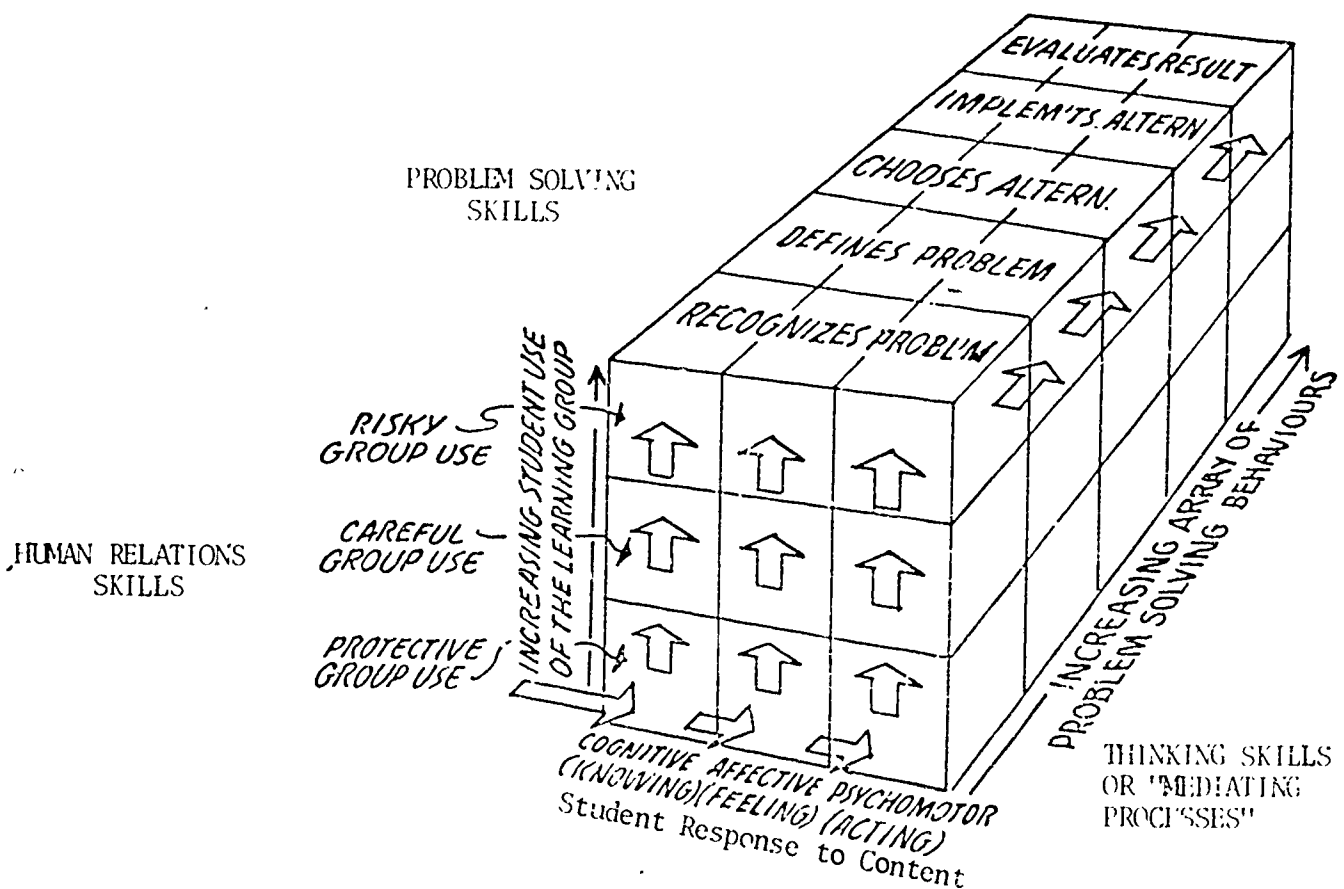 EVALUATES RESULT
IMPLEM'TS. ALTERN
CHOOSES ALTERN.
DEFINES PROBLEM
RECOGNIZES PROBL'M
PROBLEM SOLVING
SKILLS
INCREASING STUDENT USE
OF THE LEARNING GROUP
RISKY
GROUP USE
CAREFUL
GROUP USE
PROTECTIVE
GROUP USE
HUMAN RELATIONS
SKILLS
INCREASING ARRAY OF
PROBLEM SOLVING BEHAVIOURS
COGNITIVE AFFECTIVE PSYCHOMOTOR
(KNOWING) (FEELING) (ACTING)
Student Response to Content
THINKING SKILLS
OR "MEDIATING
PROCESSES"